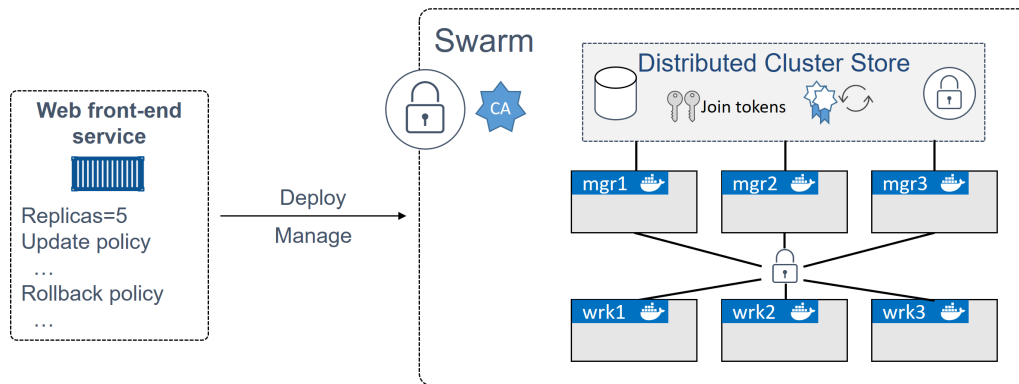 Swarm
Distributed Cluster Store
CA
Join tokens
Web front-end
service
Replicas=5
Update policy
…
Rollback policy
…
Deploy
Manage
mgr1
mgr2
mgr3
wrk1
wrk2
wrk3